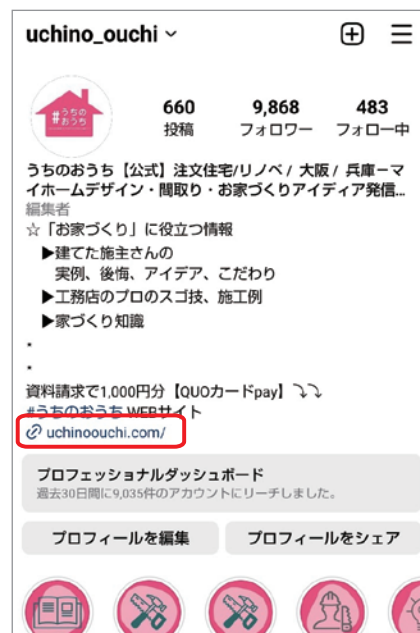 uchino_ouchi
#うちの
おうち
660 9,868 483
投稿 フォロワー フォロー中
うちのおうち【公式】注文住宅/リノベ / 大阪 / 兵庫ーマ
イホームデザイン・間取り・お家づくりアイディア発信...
編集者
☆「お家づくり」に役立つ情報
▶建てた施主さんの
実例、後悔、アイデア、こだわり
▶工務店のプロのスゴ技、施工例
▶家づくり知識
・
・
資料請求で1,000円分【QUOカードpay】⤵⤵
#うちのおうち WEBサイト
uchinoouchi.com/
プロフェッショナルダッシュボード
過去30日間に9,035件のアカウントにリーチしました。
プロフィールを編集 プロフィールをシェア